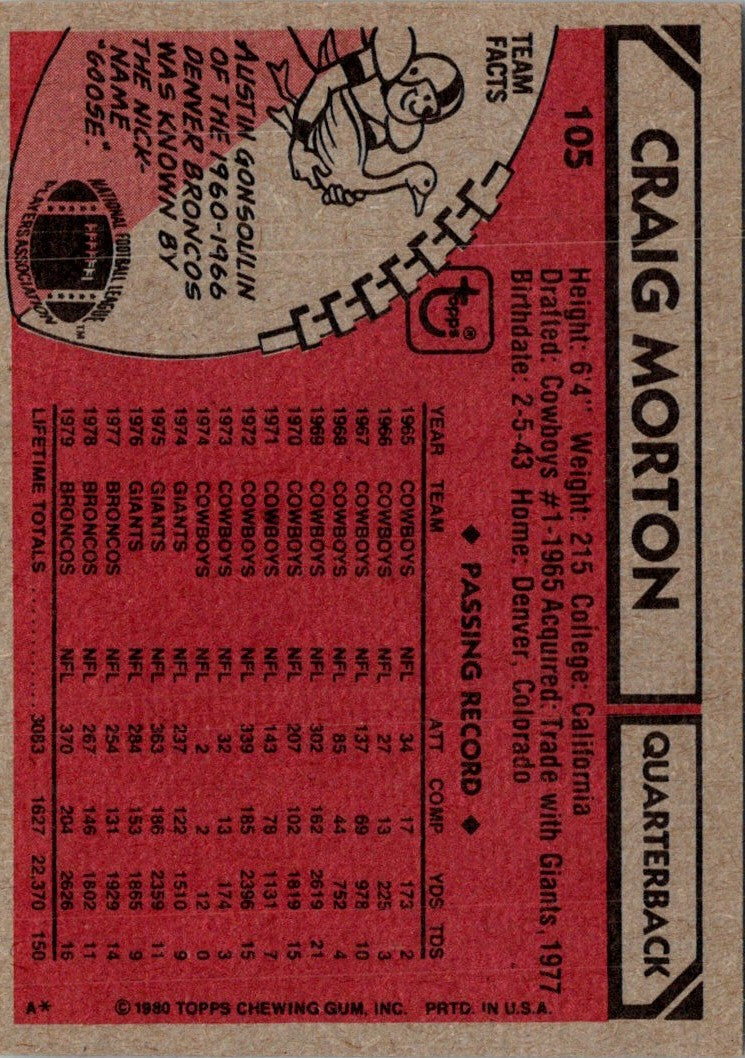 CRAIG MORTON
QUARTERBACK
105
Height: 6'4" Weight: 215 College: California
Drafted: Cowboys #1-1965 Acquired: Trade with Giants, 1977
Birthdate: 2-5-43 Home: Denver, Colorado
TEAM
FACTS
AUSTIN GONSOULIN
OF THE 1960-1966
DENVER BRONCOS
WAS KNOWN BY
THE NICK-
NAME
"GOOSE."
NATIONAL FOOTBALL LEAGUE
PLAYERS ASSOCIATION
TM
topps®
◆ PASSING RECORD ◆
YEAR TEAM ATT COMP YDS TDS
1965 COWBOYS NFL 34 17 173 2
1966 COWBOYS NFL 27 13 225 3
1967 COWBOYS NFL 137 69 978 10
1968 COWBOYS NFL 85 44 752 4
1969 COWBOYS NFL 302 162 2619 21
1970 COWBOYS NFL 207 102 1819 15
1971 COWBOYS NFL 143 78 1131 7
1972 COWBOYS NFL 399 185 2396 15
1973 COWBOYS NFL 32 13 174 3
1974 COWBOYS NFL 2 2 12 0
1974 GIANTS NFL 237 122 1510 9
1975 GIANTS NFL 363 186 2359 11
1976 GIANTS NFL 284 153 1865 9
1977 BRONCOS NFL 254 131 1929 14
1978 BRONCOS NFL 267 146 1602 11
1979 BRONCOS NFL 370 204 2626 16
LIFETIME TOTALS .............. 3083 1627 22,370 150
A* © 1980 TOPPS CHEWING GUM, INC. PRTD. IN U.S.A.